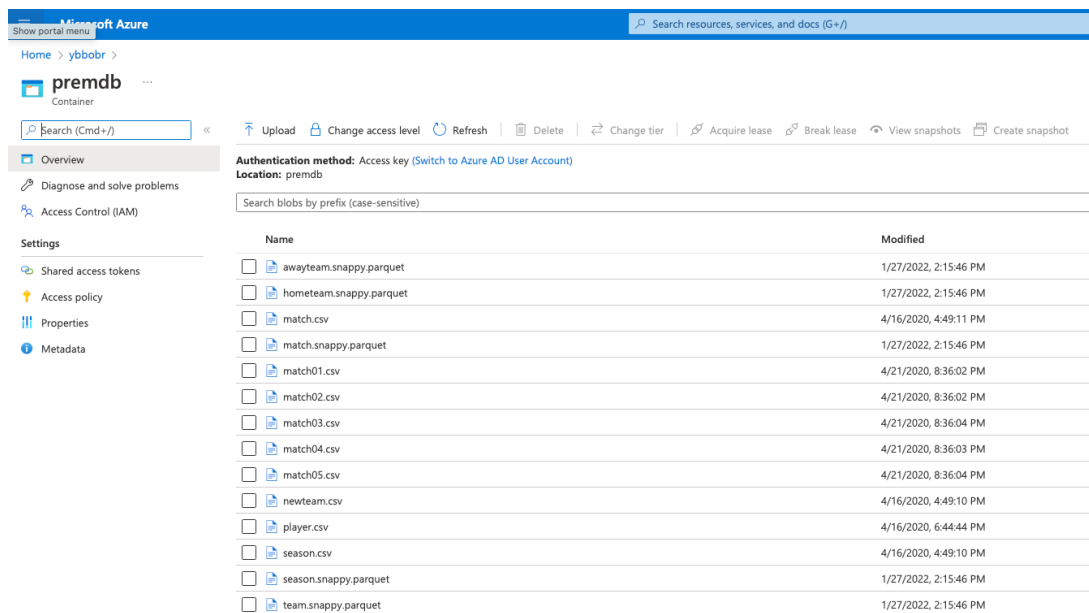 Microsoft Azure
Search resources, services, and docs (G+/)
Show portal menu
Home > ybbobr >
premdb ...
Container
Search (Cmd+/)
«
Upload Change access level Refresh Delete Change tier Acquire lease Break lease View snapshots Create snapshot
Overview
Diagnose and solve problems
Access Control (IAM)
Settings
Shared access tokens
Access policy
Properties
Metadata
Authentication method: Access key (Switch to Azure AD User Account)
Location: premdb
Search blobs by prefix (case-sensitive)
Name Modified
awayteam.snappy.parquet 1/27/2022, 2:15:46 PM
hometeam.snappy.parquet 1/27/2022, 2:15:46 PM
match.csv 4/16/2020, 4:49:11 PM
match.snappy.parquet 1/27/2022, 2:15:46 PM
match01.csv 4/21/2020, 8:36:02 PM
match02.csv 4/21/2020, 8:36:02 PM
match03.csv 4/21/2020, 8:36:04 PM
match04.csv 4/21/2020, 8:36:03 PM
match05.csv 4/21/2020, 8:36:04 PM
newteam.csv 4/16/2020, 4:49:10 PM
player.csv 4/16/2020, 6:44:44 PM
season.csv 4/16/2020, 4:49:10 PM
season.snappy.parquet 1/27/2022, 2:15:46 PM
team.snappy.parquet 1/27/2022, 2:15:46 PM